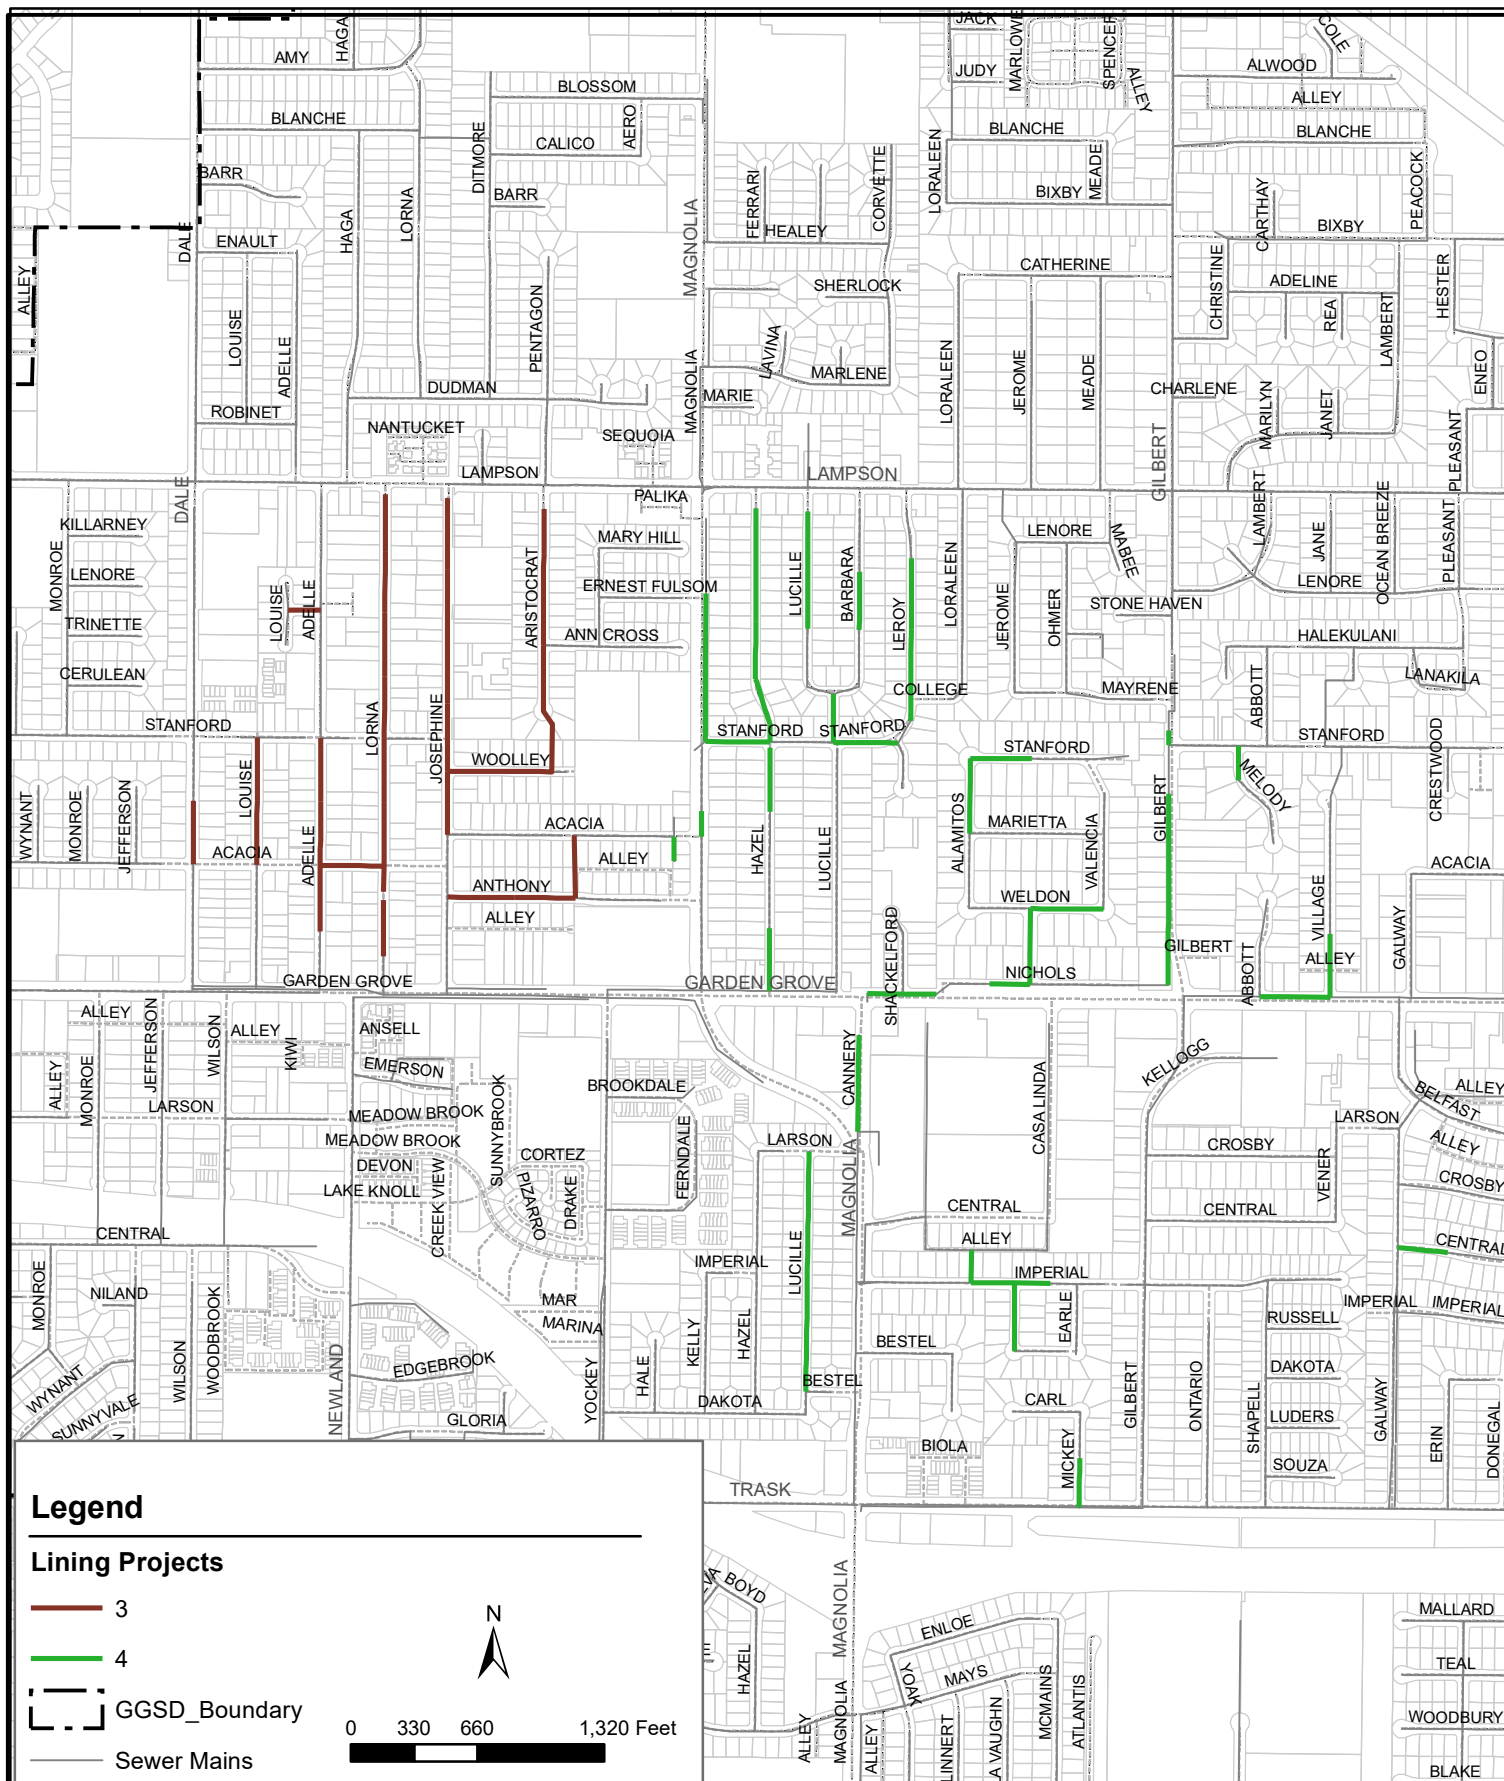 JACK
MARLOWE
SPENCER
COLE
HAGA
AMY
JUDY
ALLEY
ALWOOD
BLOSSOM
ALLEY
BLANCHE
AERO
BLANCHE
BLANCHE
DITMORE
CALICO
LORALEEN
MEADE
CORVETTE
PEACOCK
BARR
BARR
BIXBY
FERRARI
CARTHAY
HAGA
LORNA
MAGNOLIA
HEALEY
BIXBY
DALE
ENAULT
CATHERINE
CHRISTINE
ADELINE
HESTER
ALLEY
SHERLOCK
LOUISE
ADELLE
PENTAGON
REA
LAMBERT
LAVINA
MARLENE
LORALEEN
JEROME
MEADE
ENEO
DUDMAN
MAGNOLIA
MARIE
CHARLENE
MARILYN
JANET
ROBINET
NANTUCKET
SEQUOIA
GILBERT
PLEASANT
LAMPSON
LAMPSON
DALE
PALIKA
LAMBERT
OCEAN BREEZE
PLEASANT
KILLARNEY
MARY HILL
LENORE
MABEE
JANE
MONROE
LENORE
ARISTOCRAT
ERNEST FULSOM
LUCILLE
BARBARA
LORALEEN
LENORE
LOUISE
ADELLE
STONE HAVEN
TRINETTE
ANN CROSS
LEROY
JEROME
OHMER
HALEKULANI
CERULEAN
COLLEGE
MAYRENE
ABBOTT
LANAKILA
STANFORD
LORNA
JOSEPHINE
STANFORD
STANFORD
STANFORD
STANFORD
CRESTWOOD
WOOLLEY
MELODY
WYNANT
MONROE
JEFFERSON
LOUISE
ALAMITOS
GILBERT
ACACIA
ADELLE
ACACIA
ALLEY
HAZEL
LUCILLE
MARIETTA
VALENCIA
ACACIA
ANTHONY
WELDON
VILLAGE
ALLEY
SHACKELFORD
GILBERT
ABBOTT
ALLEY
GALWAY
GARDEN GROVE
GARDEN GROVE
NICHOLS
ALLEY
JEFFERSON
WILSON
ALLEY
KIWI
ANSELL
CANNERY
ALLEY
MONROE
EMERSON
SUNNYBROOK
BROOKDALE
CASA LINDA
KELLOGG
ALLEY
BELFAST
LARSON
MEADOW BROOK
LARSON
ALLEY
MEADOW BROOK
LARSON
CROSBY
DEVON
CORTEZ
FERNDALE
VENER
CROSBY
LAKE KNOLL
CREEK VIEW
PIZARRO
DRAKE
MAGNOLIA
CENTRAL
CENTRAL
CENTRAL
ALLEY
CENTRAL
MONROE
IMPERIAL
LUCILLE
IMPERIAL
NILAND
WOODBROOK
MAR
IMPERIAL
IMPERIAL
MARINA
KELLY
HAZEL
EARLE
RUSSELL
WILSON
NEWLAND
EDGEBROOK
YOCKEY
HALE
BESTEL
WYNANT
BESTEL
GILBERT
ONTARIO
SHAPELL
DAKOTA
GALWAY
SUNNYVALE
GLORIA
DAKOTA
CARL
LUDERS
ERIN
DONEGAL
BIOLA
MICKEY
SOUZA
TRASK
Legend
Lining Projects
3
4
GGSD_Boundary
Sewer Mains
N
0 330 660 1,320 Feet
BOYD
MAGNOLIA
ENLOE
MALLARD
HAZEL
YOAK
MAYS
MCMAINS
ATLANTIS
TEAL
ALLEY
MAGNOLIA
ALLEY
LINNERT
A VAUGHN
WOODBURY
BLAKE